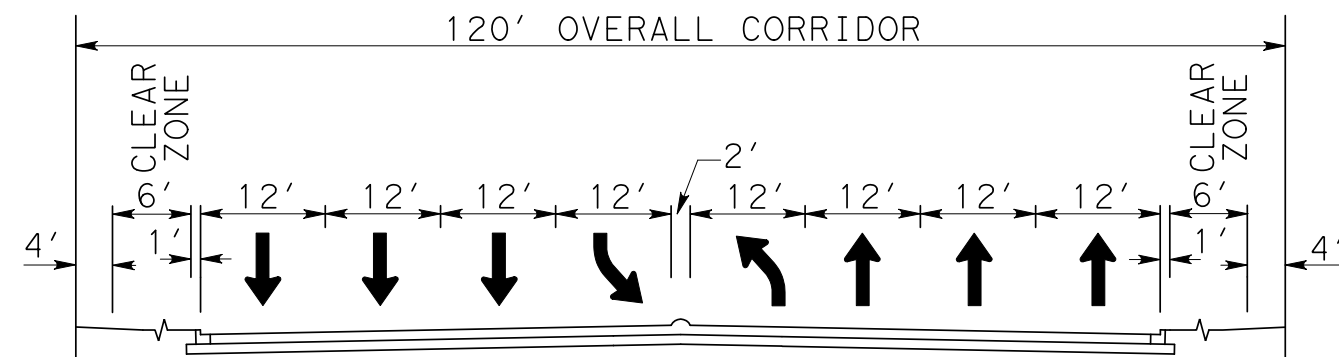 120' OVERALL CORRIDOR
CLEAR
ZONE
CLEAR
ZONE
2'
6' 12' 12' 12' 12' 12' 12' 12' 12' 6'
4' 1' 1' 4'